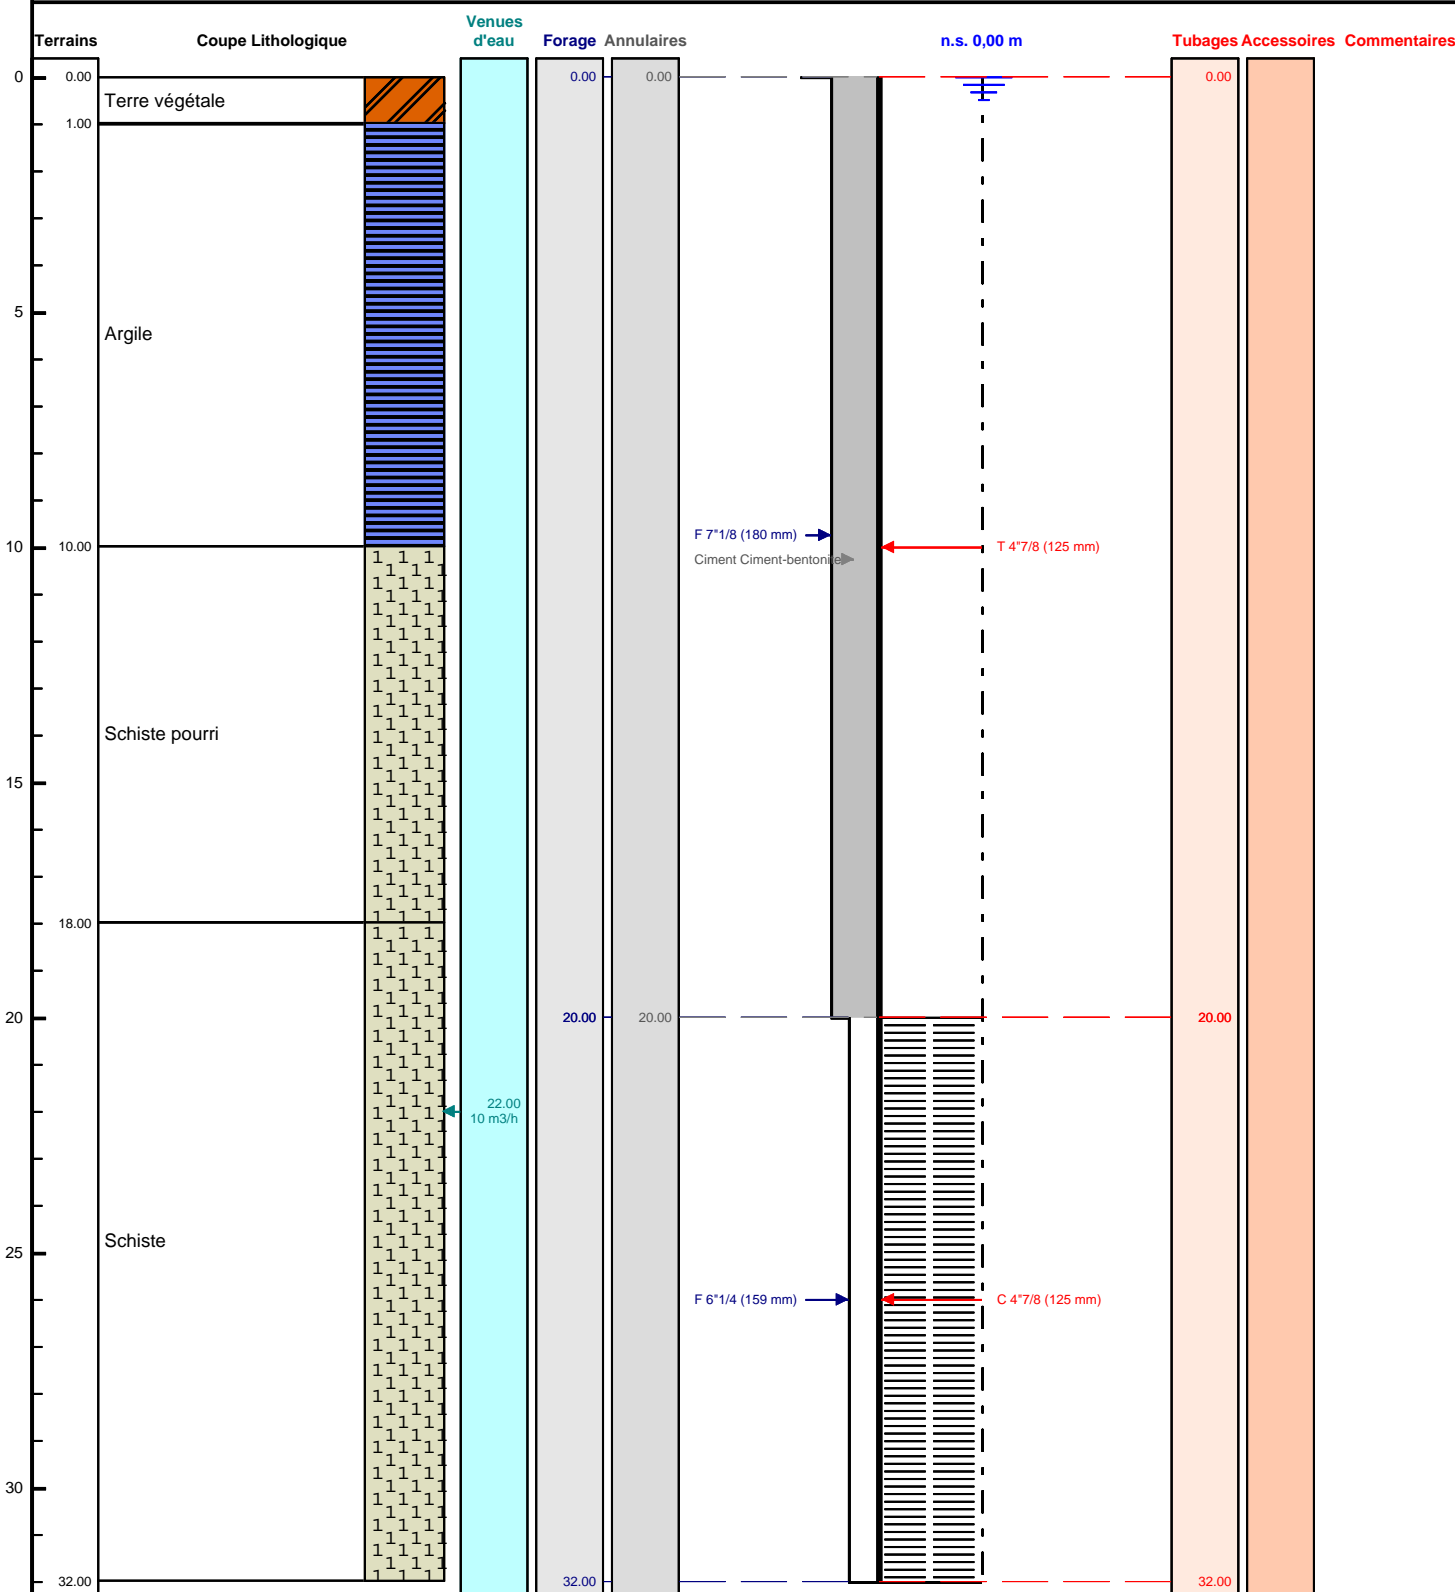 Terrains
Coupe Lithologique
Venues
d'eau
Forage
Annulaires
n.s. 0,00 m
Tubages
Accessoires
Commentaires
0
0.00
0.00
0.00
0.00
Terre végétale
1.00
5
Argile
F 7"1/8 (180 mm)
10
10.00
T 4"7/8 (125 mm)
Ciment Ciment-bentonite
Schiste pourri
15
18.00
20
20.00
20.00
20.00
22.00
10 m3/h
Schiste
25
F 6"1/4 (159 mm)
C 4"7/8 (125 mm)
30
32.00
32.00
32.00